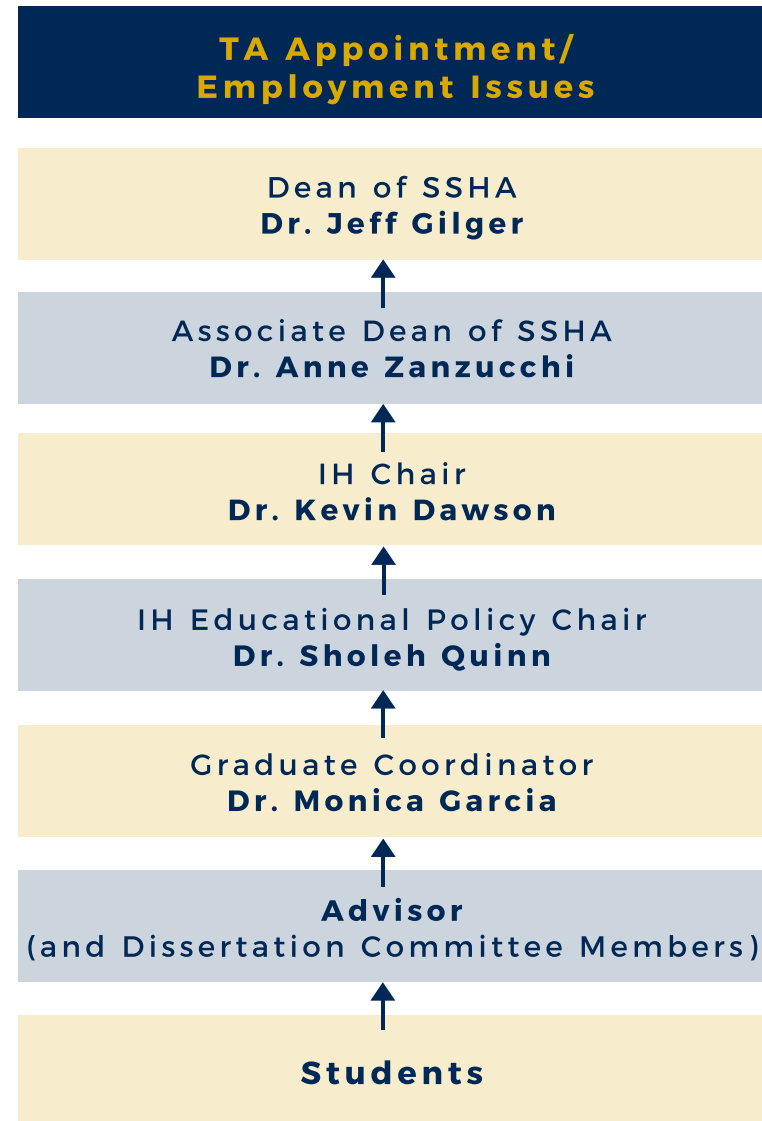 TA Appointment/
Employment Issues
Dean of SSHA
Dr. Jeff Gilger
Associate Dean of SSHA
Dr. Anne Zanzucchi
IH Chair
Dr. Kevin Dawson
IH Educational Policy Chair
Dr. Sholeh Quinn
Graduate Coordinator
Dr. Monica Garcia
Advisor
(and Dissertation Committee Members)
Students